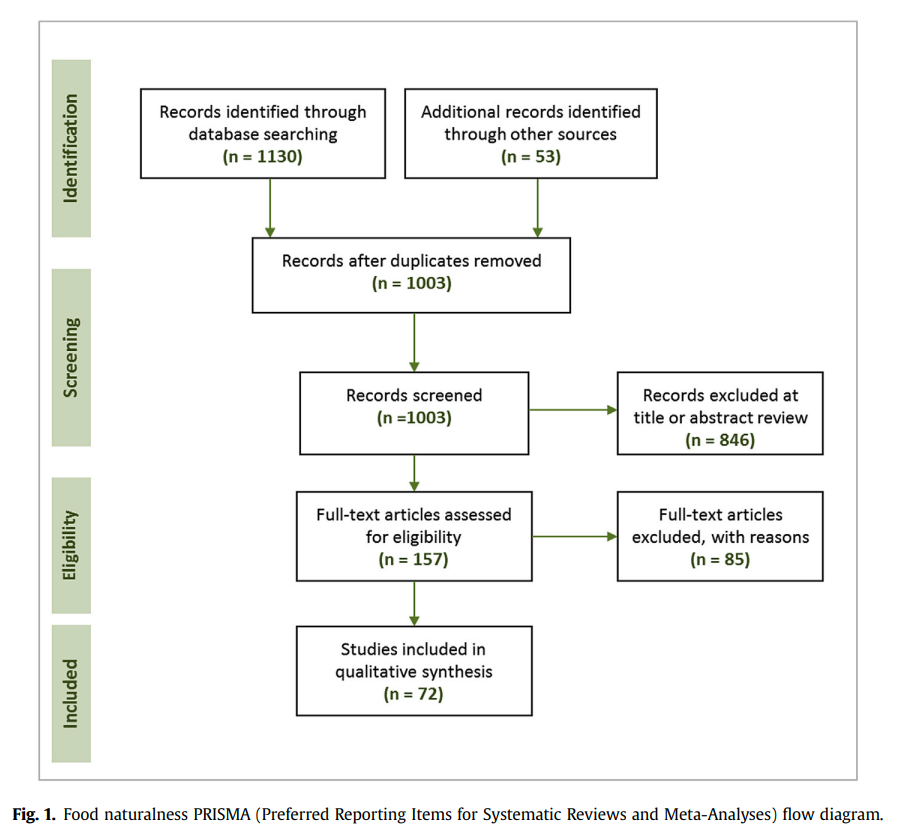 Identification
Records identified through
database searching
(n = 1130)
Additional records identified
through other sources
(n = 53)
Records after duplicates removed
(n = 1003)
Screening
Records screened
(n =1003)
Records excluded at
title or abstract review
(n = 846)
Eligibility
Full-text articles assessed
for eligibility
(n = 157)
Full-text articles
excluded, with reasons
(n = 85)
Included
Studies included in
qualitative synthesis
(n = 72)
Fig. 1. Food naturalness PRISMA (Preferred Reporting Items for Systematic Reviews and Meta-Analyses) flow diagram.